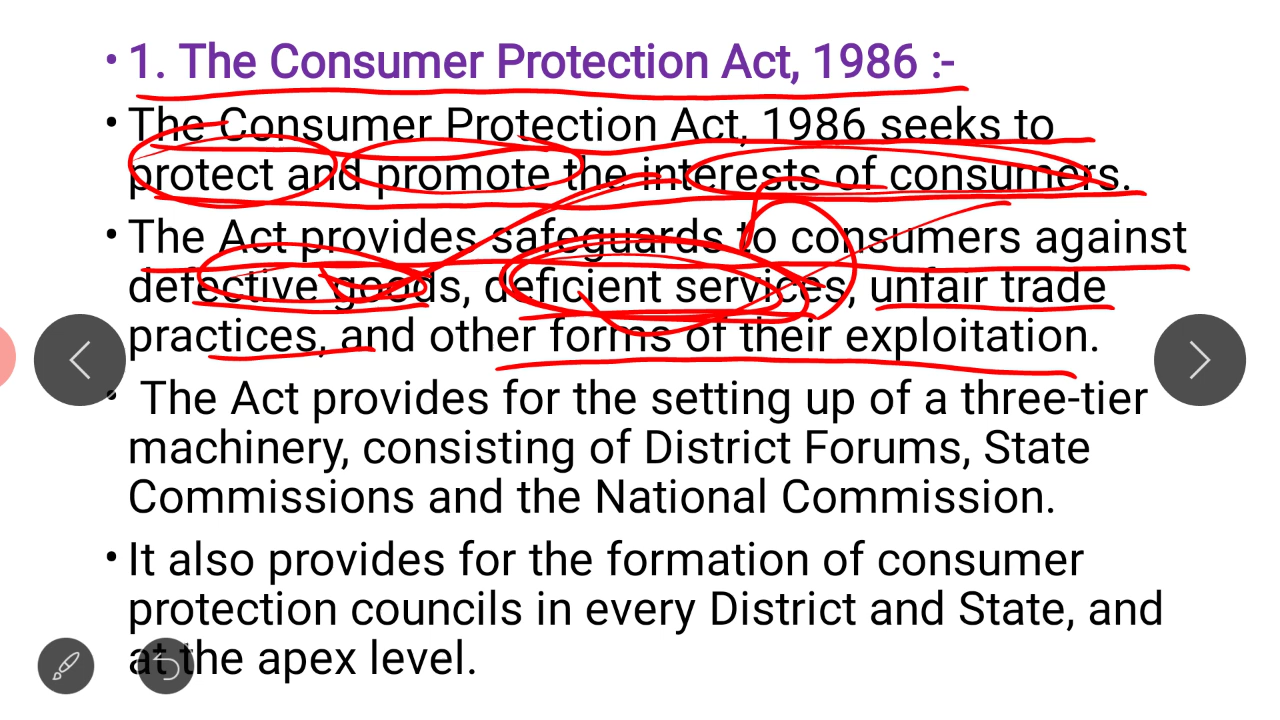 • 1. The Consumer Protection Act, 1986 :-
• The Consumer Protection Act, 1986 seeks to
protect and promote the interests of consumers.
• The Act provides safeguards to consumers against
defective goods, deficient services, unfair trade
practices, and other forms of their exploitation.
• The Act provides for the setting up of a three-tier
machinery, consisting of District Forums, State
Commissions and the National Commission.
• It also provides for the formation of consumer
protection councils in every District and State, and
at the apex level.